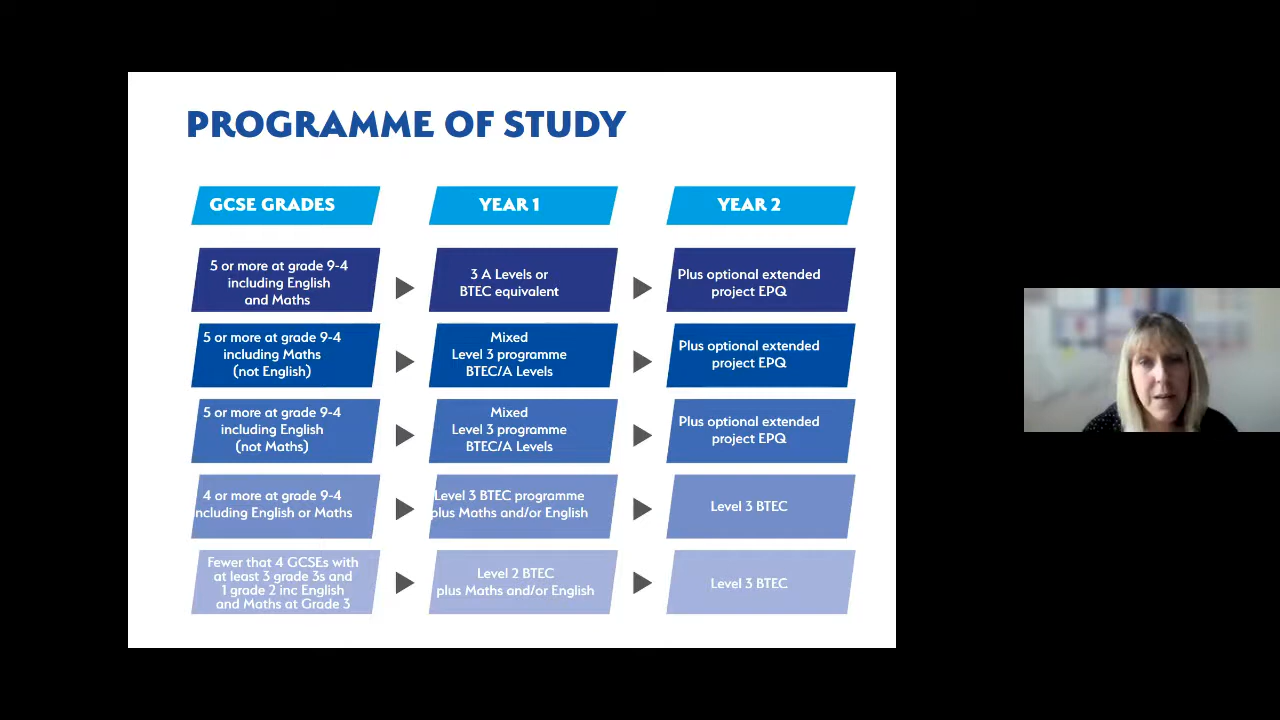 PROGRAMME OF STUDY
GCSE GRADES
YEAR 1
YEAR 2
5 or more at grade 9-4
including English
and Maths
3 A Levels or
BTEC equivalent
Plus optional extended
project EPQ
5 or more at grade 9-4
including Maths
(not English)
Mixed
Level 3 programme
BTEC/A Levels
Plus optional extended
project EPQ
5 or more at grade 9-4
including English
(not Maths)
Mixed
Level 3 programme
BTEC/A Levels
Plus optional extended
project EPQ
4 or more at grade 9-4
including English or Maths
Level 3 BTEC programme
plus Maths and/or English
Level 3 BTEC
Fewer that 4 GCSEs with
at least 3 grade 3s and
1 grade 2 inc English
and Maths at Grade 3
Level 2 BTEC
plus Maths and/or English
Level 3 BTEC